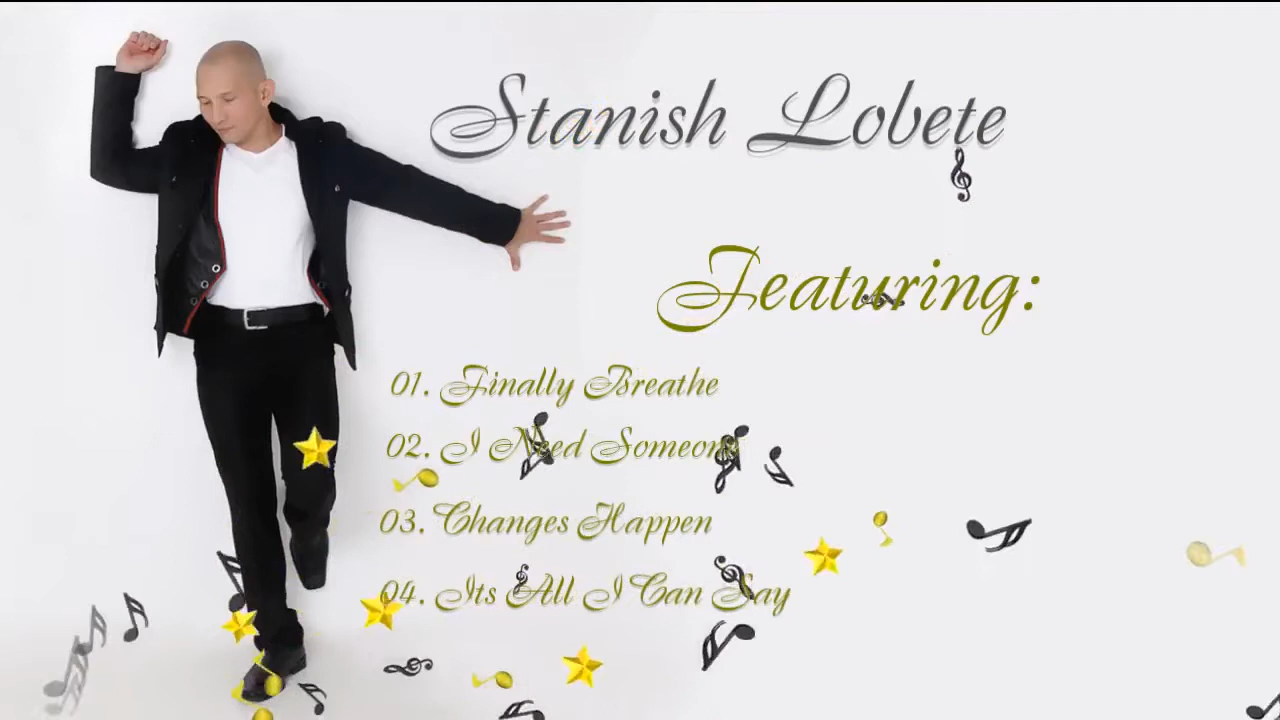 Stanish Lobete
Featuring:
01. Finally Breathe
02. I Need Someone
03. Changes Happen
04. Its All I Can Say